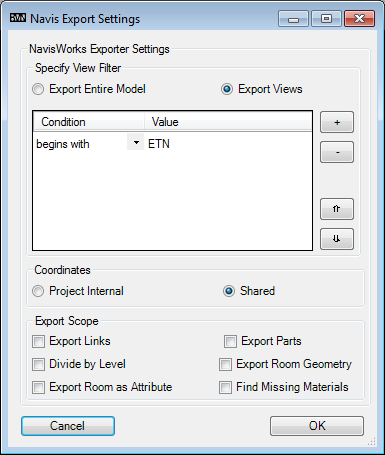 Navis Export Settings
NavisWorks Exporter Settings
Specify View Filter
Export Entire Model Export Views
Condition Value
begins with ETN
+
-
Coordinates
Project Internal Shared
Export Scope
Export Links Export Parts
Divide by Level Export Room Geometry
Export Room as Attribute Find Missing Materials
Cancel OK